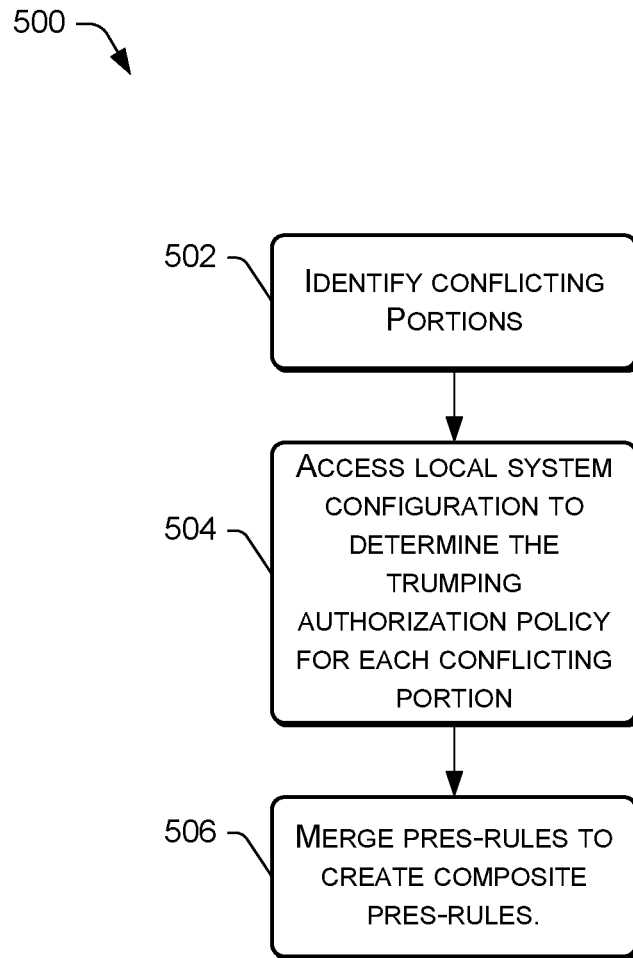 500
502
IDENTIFY CONFLICTING
PORTIONS
504
ACCESS LOCAL SYSTEM
CONFIGURATION TO
DETERMINE THE
TRUMPING
AUTHORIZATION POLICY
FOR EACH CONFLICTING
PORTION
506
MERGE PRES-RULES TO
CREATE COMPOSITE
PRES-RULES.